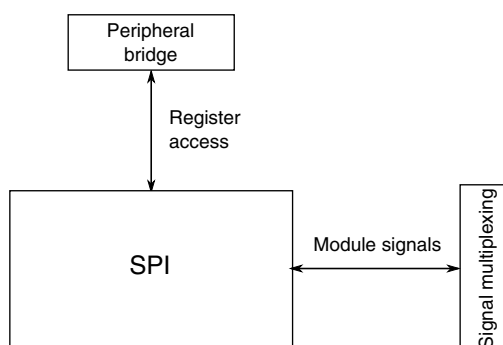 Peripheral
bridge
Register
access
SPI
Module signals
Signal multiplexing